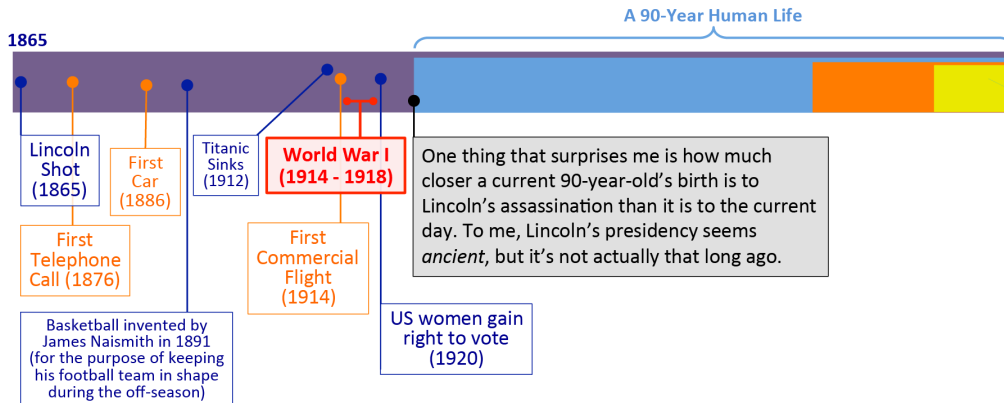 A 90-Year Human Life
1865
Lincoln
Shot
(1865)
First
Telephone
Call (1876)
First
Car
(1886)
Basketball invented by
James Naismith in 1891
(for the purpose of keeping
his football team in shape
during the off-season)
Titanic
Sinks
(1912)
World War I
(1914 - 1918)
First
Commercial
Flight
(1914)
US women gain
right to vote
(1920)
One thing that surprises me is how much
closer a current 90-year-old’s birth is to
Lincoln’s assassination than it is to the current
day. To me, Lincoln’s presidency seems
ancient, but it’s not actually that long ago.